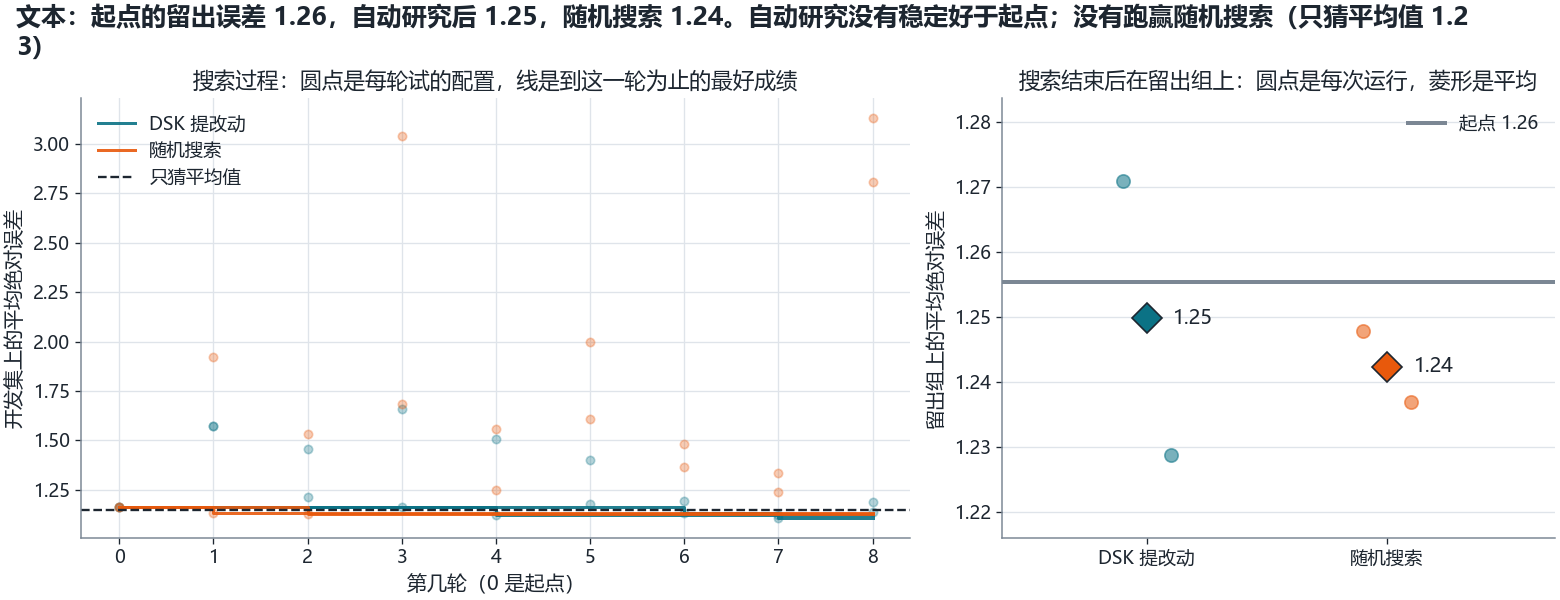 文本：起点的留出误差 1.26，自动研究后 1.25，随机搜索 1.24。自动研究没有稳定好于起点；没有跑赢随机搜索（只猜平均值 1.2
3）
搜索过程：圆点是每轮试的配置，线是到这一轮为止的最好成绩
DSK 提改动
随机搜索
只猜平均值
开发集上的平均绝对误差
3.00
2.75
2.50
2.25
2.00
1.75
1.50
1.25
0 1 2 3 4 5 6 7 8
第几轮（0 是起点）
搜索结束后在留出组上：圆点是每次运行，菱形是平均
起点 1.26
留出组上的平均绝对误差
1.28
1.27
1.26
1.25
1.24
1.23
1.22
1.25
1.24
DSK 提改动 随机搜索